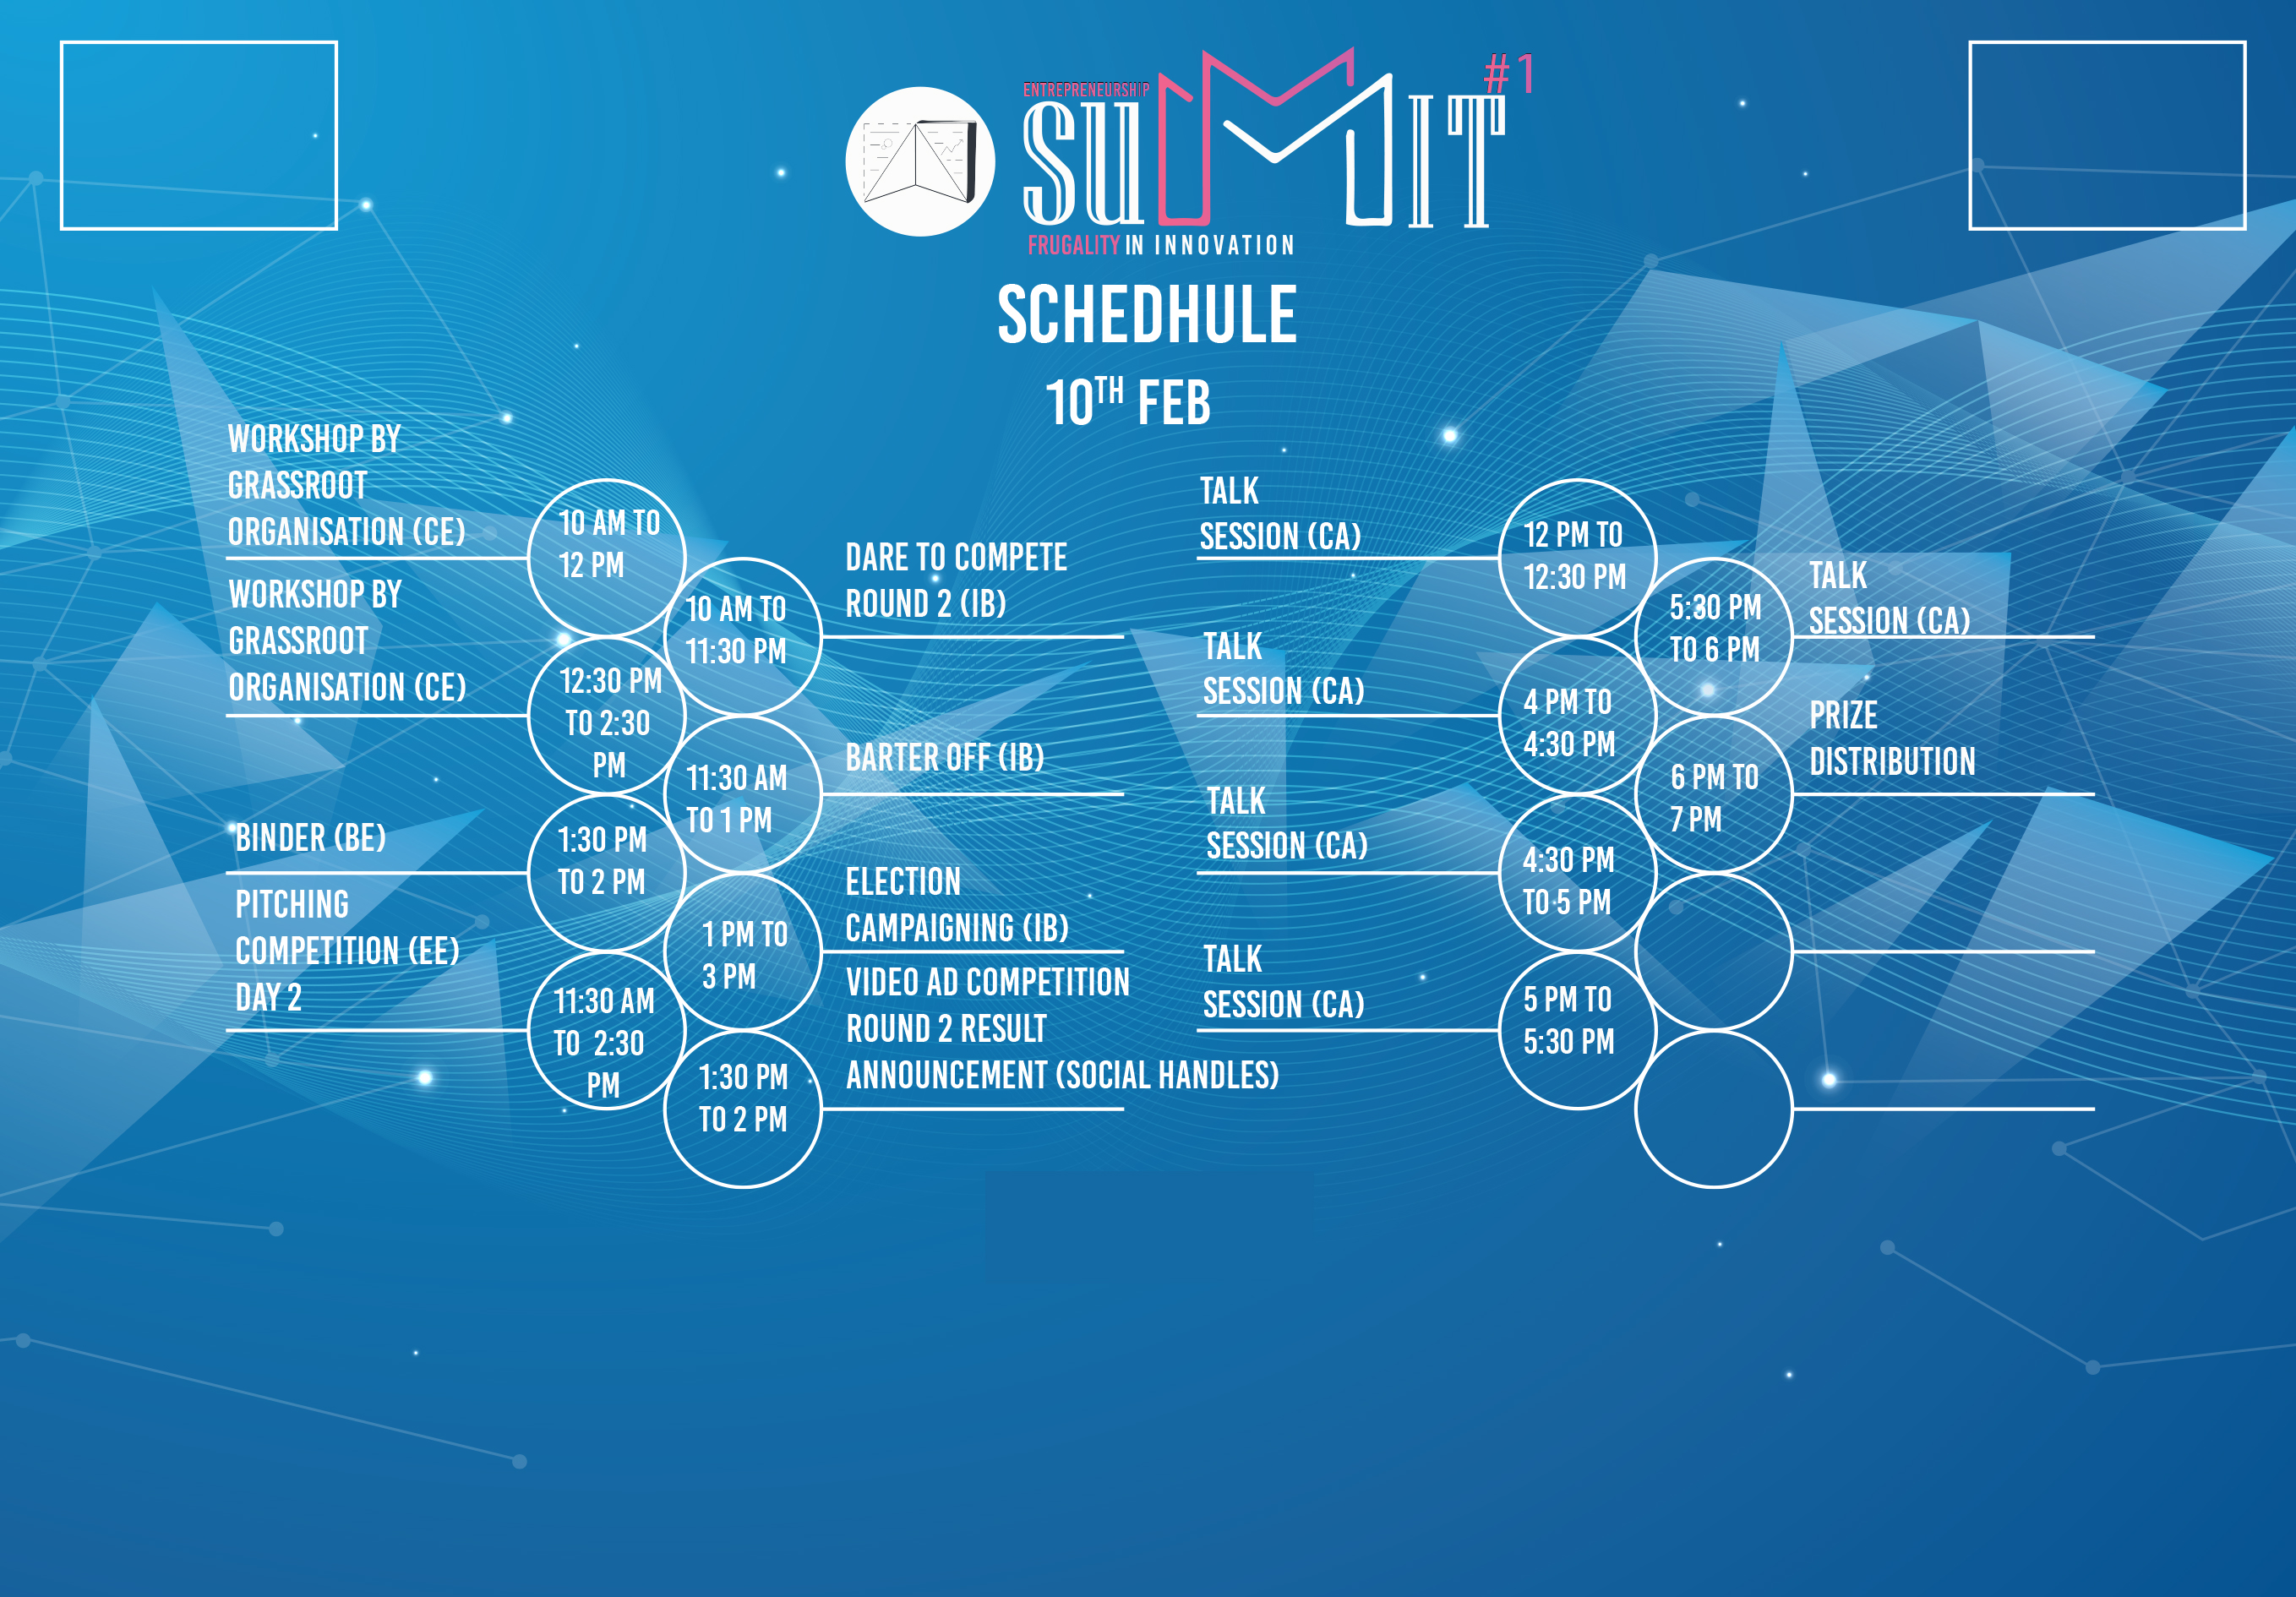 ENTREPRENEURSHIP
SUMMIT #1
FRUGALITY IN INNOVATION
SCHEDHULE
10TH FEB
WORKSHOP BY
GRASSROOT
ORGANISATION (CE)
10 AM TO
12 PM
WORKSHOP BY
GRASSROOT
ORGANISATION (CE)
12:30 PM
TO 2:30
PM
BINDER (BE)
1:30 PM
TO 2 PM
PITCHING
COMPETITION (EE)
DAY 2
11:30 AM
TO 2:30
PM
DARE TO COMPETE
ROUND 2 (IB)
10 AM TO
11:30 PM
BARTER OFF (IB)
11:30 AM
TO 1 PM
ELECTION
CAMPAIGNING (IB)
1 PM TO
3 PM
VIDEO AD COMPETITION
ROUND 2 RESULT
ANNOUNCEMENT (SOCIAL HANDLES)
1:30 PM
TO 2 PM
TALK
SESSION (CA)
12 PM TO
12:30 PM
TALK
SESSION (CA)
4 PM TO
4:30 PM
TALK
SESSION (CA)
4:30 PM
TO 5 PM
TALK
SESSION (CA)
5 PM TO
5:30 PM
TALK
SESSION (CA)
5:30 PM
TO 6 PM
PRIZE
DISTRIBUTION
6 PM TO
7 PM